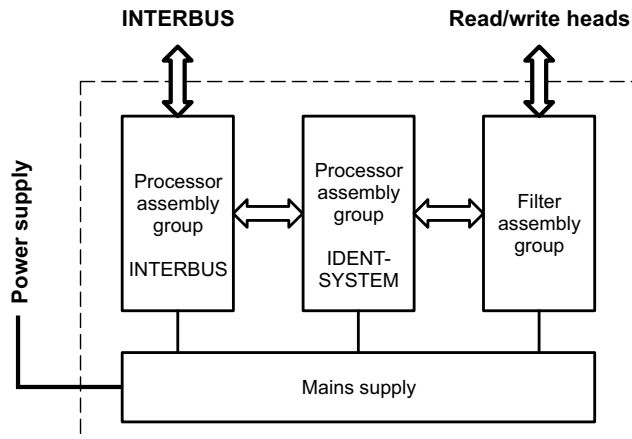 INTERBUS
Read/write heads
Power supply
Processor
assembly
group
INTERBUS
Processor
assembly
group
IDENT-
SYSTEM
Filter
assembly
group
Mains supply